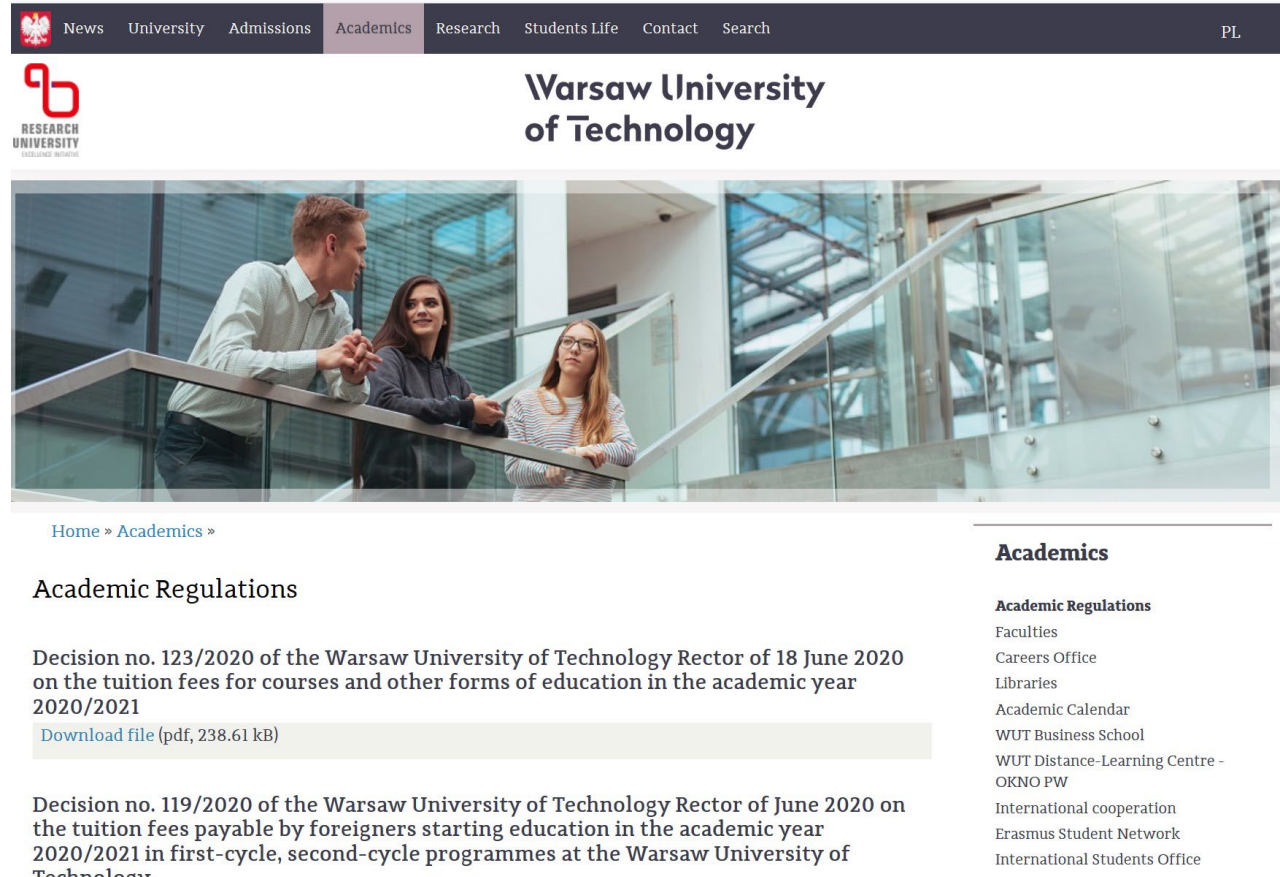 News University Admissions Academics Research Students Life Contact Search PL
RESEARCH
UNIVERSITY
EXCELLENCE INITIATIVE
Warsaw University
of Technology
Home » Academics »
Academic Regulations
Decision no. 123/2020 of the Warsaw University of Technology Rector of 18 June 2020
on the tuition fees for courses and other forms of education in the academic year
2020/2021
Download file (pdf, 238.61 kB)
Decision no. 119/2020 of the Warsaw University of Technology Rector of June 2020 on
the tuition fees payable by foreigners starting education in the academic year
2020/2021 in first-cycle, second-cycle programmes at the Warsaw University of
Technology
Academics
Academic Regulations
Faculties
Careers Office
Libraries
Academic Calendar
WUT Business School
WUT Distance-Learning Centre -
OKNO PW
International cooperation
Erasmus Student Network
International Students Office